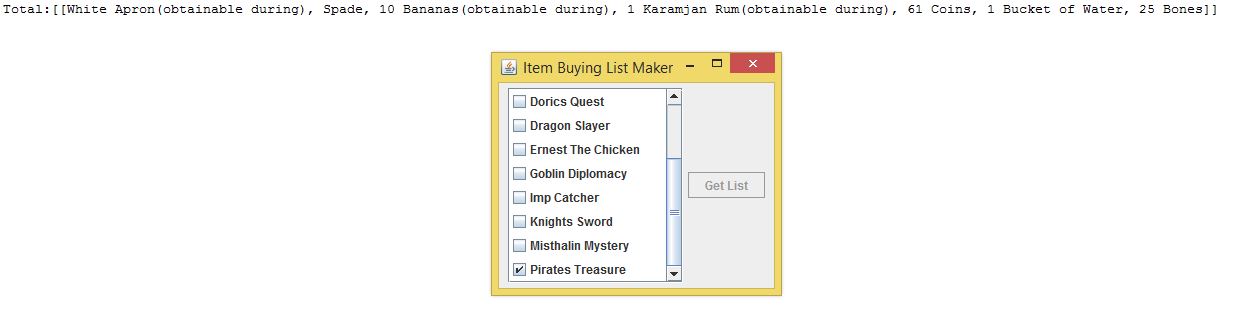 Total:[[White Apron(obtainable during), Spade, 10 Bananas(obtainable during), 1 Karamjan Rum(obtainable during), 61 Coins, 1 Bucket of Water, 25 Bones]]
Item Buying List Maker
Dorics Quest
Dragon Slayer
Ernest The Chicken
Goblin Diplomacy
Imp Catcher
Knights Sword
Misthalin Mystery
Pirates Treasure
Get List